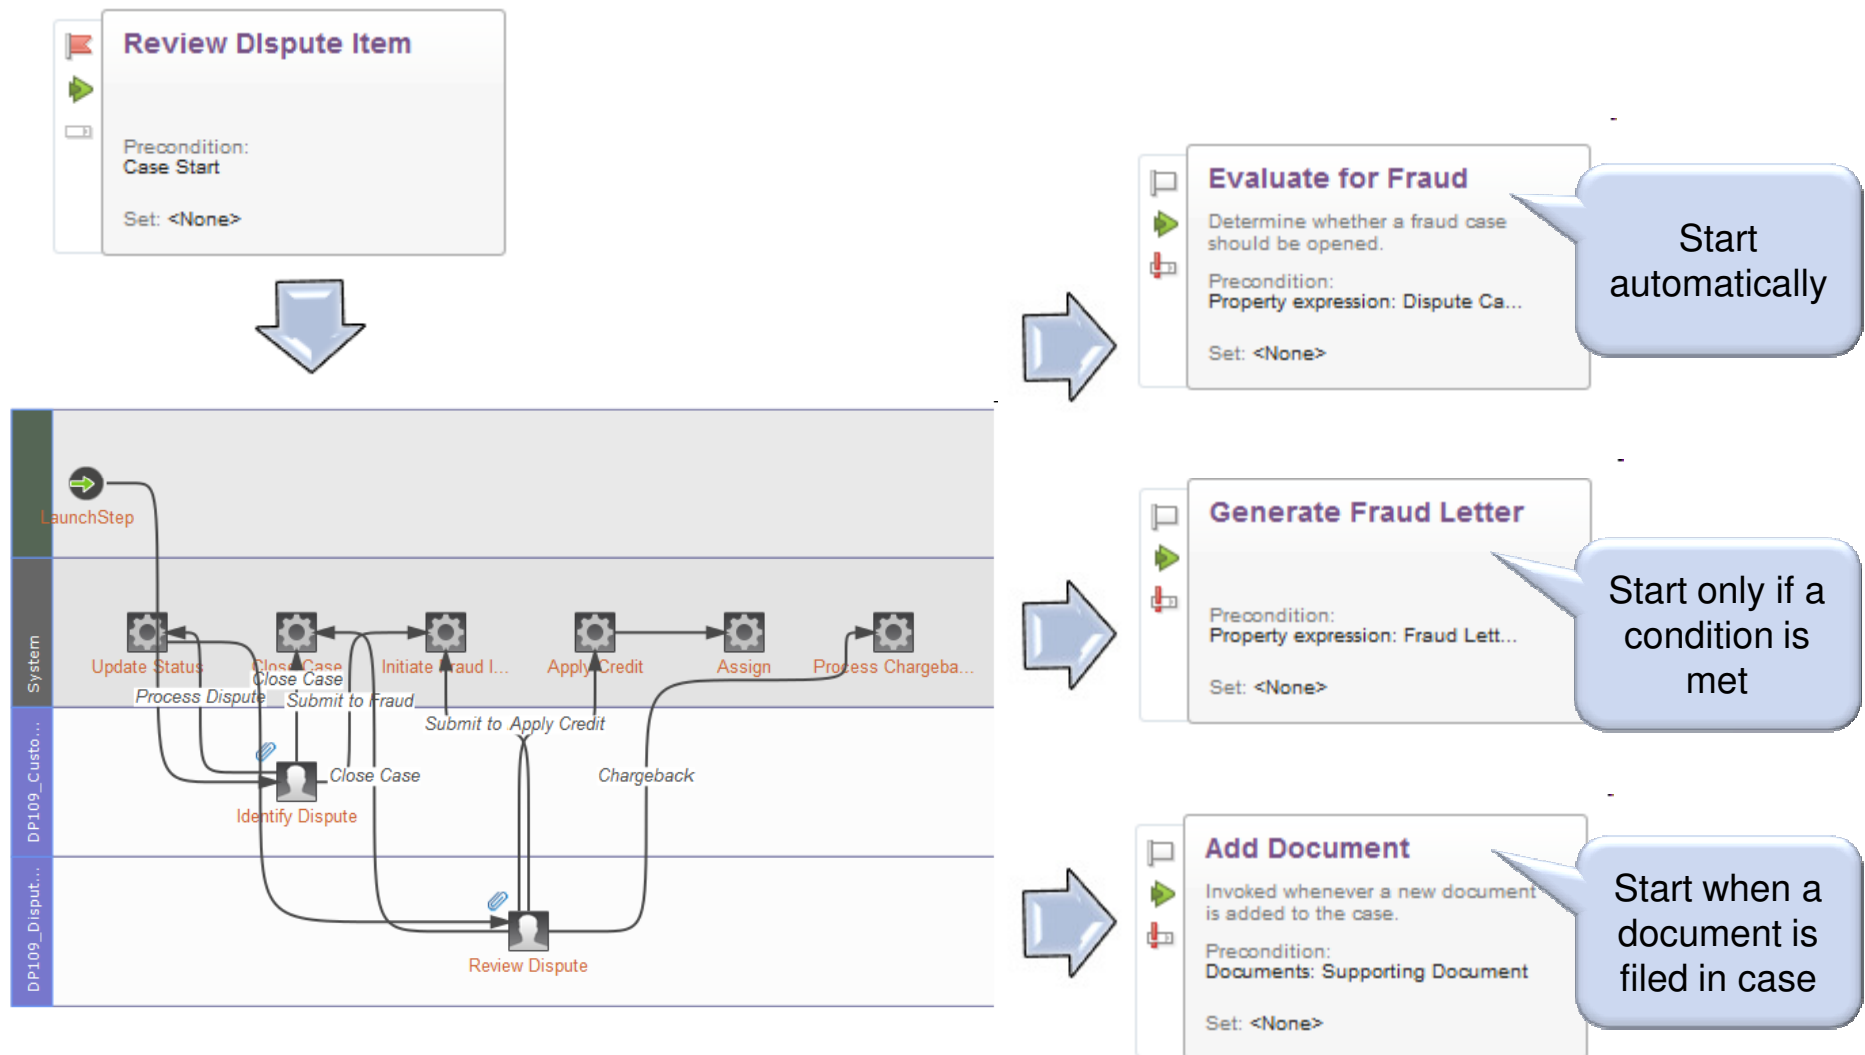 Review DIspute Item
Precondition:
Case Start
Set: <None>
LaunchStep
System
Update Status
Close Case
Initiate Fraud I...
Apply Credit
Assign
Process Chargeba...
Close Case
Process Dispute
Submit to Fraud
Submit to
Apply Credit
DP109_Custo...
Close Case
Chargeback
Identify Dispute
DP109_Disput...
Review Dispute
Evaluate for Fraud
Determine whether a fraud case
should be opened.
Precondition:
Property expression: Dispute Ca...
Set: <None>
Start
automatically
Generate Fraud Letter
Precondition:
Property expression: Fraud Lett...
Set: <None>
Start only if a
condition is
met
Add Document
Invoked whenever a new document
is added to the case.
Precondition:
Documents: Supporting Document
Set: <None>
Start when a
document is
filed in case